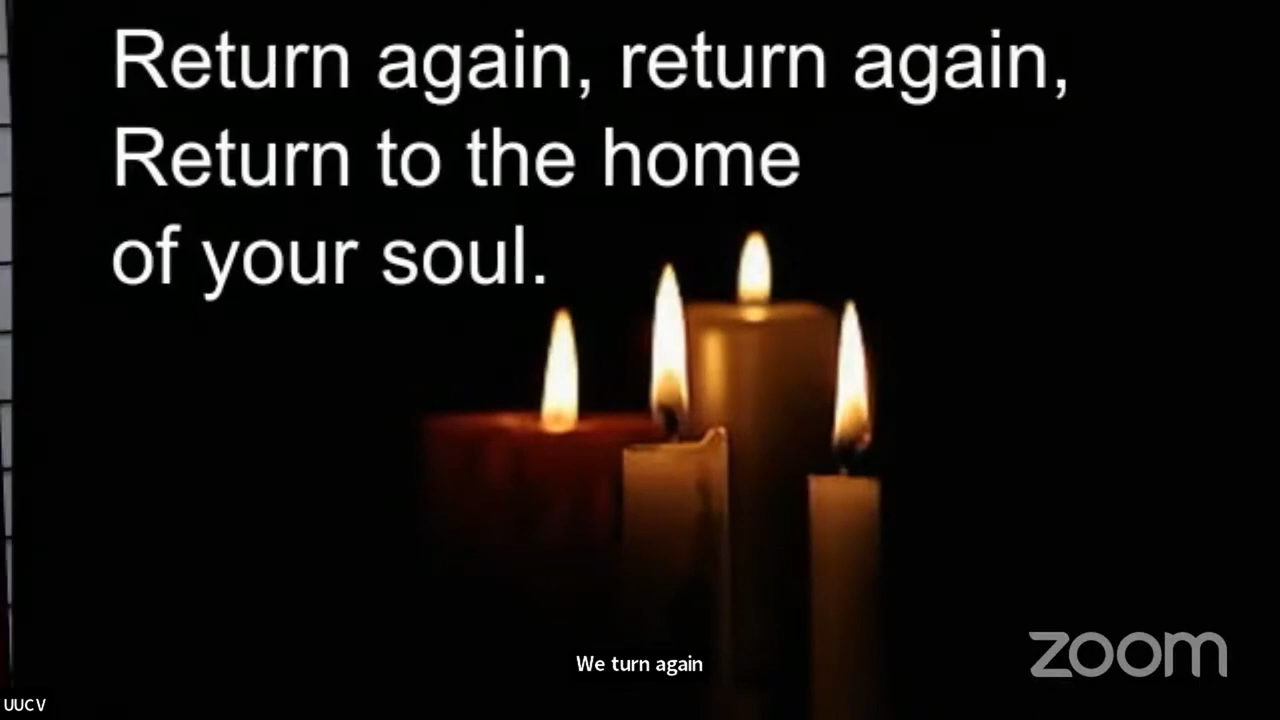 Return again, return again,
Return to the home
of your soul.
We turn again
zoom
UUCV